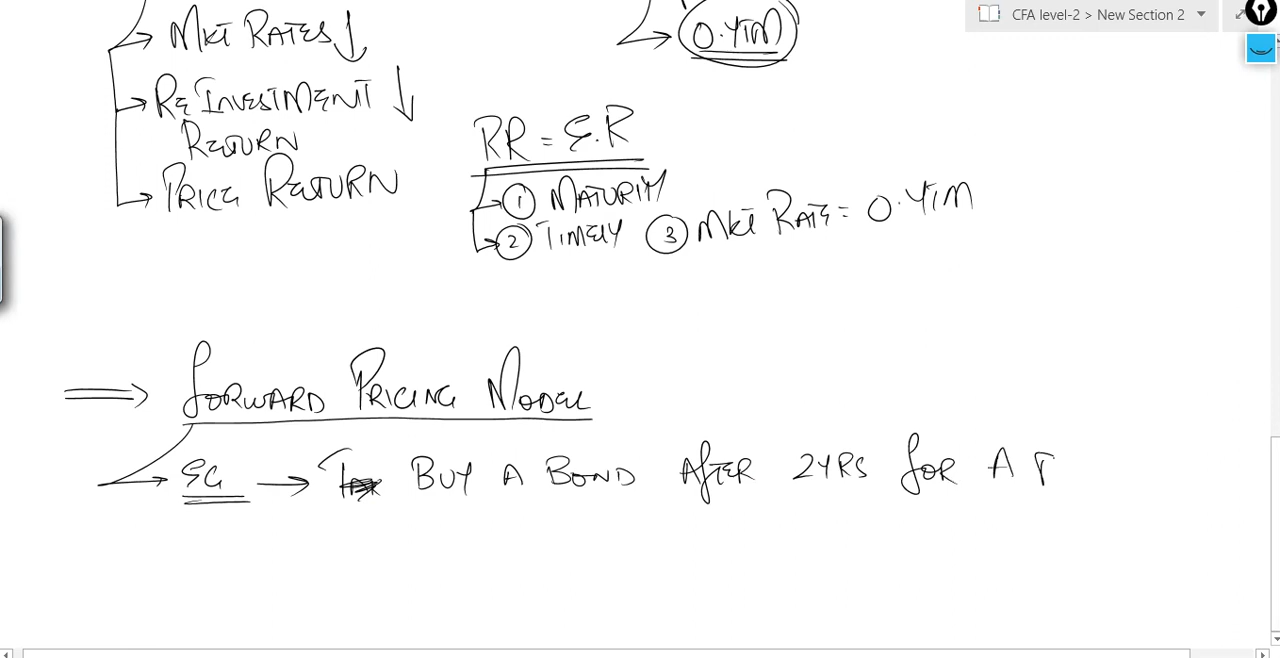 CFA level-2 > New Section 2
→ MKT RATES ↓
→ (O.YTM)
→ REINVESTMENT ↓
RETURN
→ PRICE RETURN
RR = E.R
→ ① MATURITY
→ ② TIMELY ③ MKT RATE = O.YTM
⇒ FORWARD PRICING MODEL
→ EG → BUY A BOND AFTER 2YRS FOR A